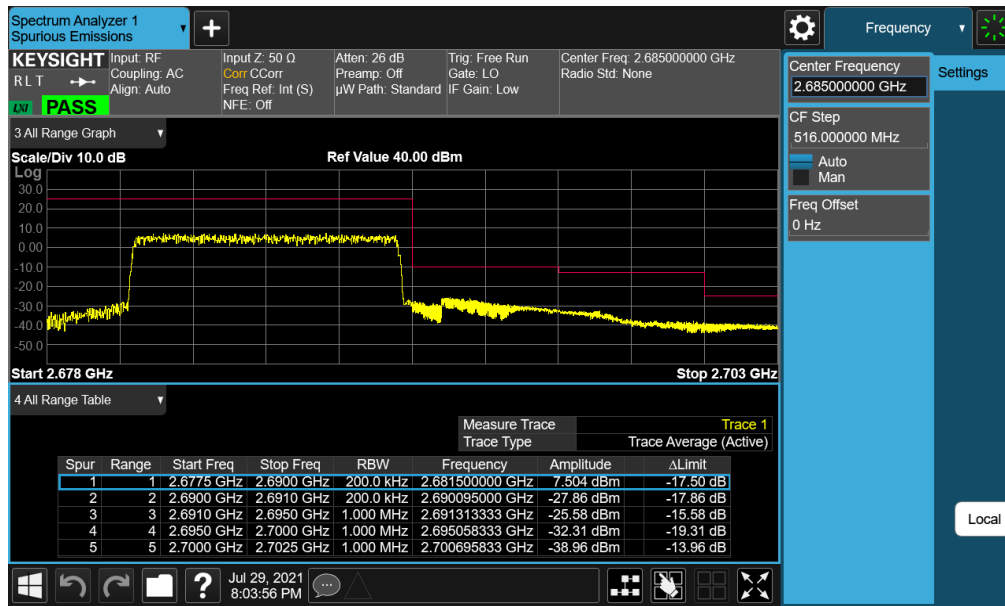 Spectrum Analyzer 1
Spurious Emissions
Frequency
KEYSIGHT
R L T
LXI
PASS
Input: RF
Coupling: AC
Align: Auto
Input Z: 50 Ω
Corr CCorr
Freq Ref: Int (S)
NFE: Off
Atten: 26 dB
Preamp: Off
µW Path: Standard
Trig: Free Run
Gate: LO
IF Gain: Low
Center Freq: 2.685000000 GHz
Radio Std: None
Center Frequency
2.685000000 GHz
Settings
CF Step
516.000000 MHz
Auto
Man
Freq Offset
0 Hz
Local
3 All Range Graph
Scale/Div 10.0 dB Ref Value 40.00 dBm
Log
30.0
20.0
10.0
0.00
-10.0
-20.0
-30.0
-40.0
-50.0
Start 2.678 GHz Stop 2.703 GHz
4 All Range Table
Measure Trace Trace 1
Trace Type Trace Average (Active)
Spur Range Start Freq Stop Freq RBW Frequency Amplitude ΔLimit
1 1 2.6775 GHz 2.6900 GHz 200.0 kHz 2.681500000 GHz 7.504 dBm -17.50 dB
2 2 2.6900 GHz 2.6910 GHz 200.0 kHz 2.690095000 GHz -27.86 dBm -17.86 dB
3 3 2.6910 GHz 2.6950 GHz 1.000 MHz 2.691313333 GHz -25.58 dBm -15.58 dB
4 4 2.6950 GHz 2.7000 GHz 1.000 MHz 2.695058333 GHz -32.31 dBm -19.31 dB
5 5 2.7000 GHz 2.7025 GHz 1.000 MHz 2.700695833 GHz -38.96 dBm -13.96 dB
Jul 29, 2021
8:03:56 PM